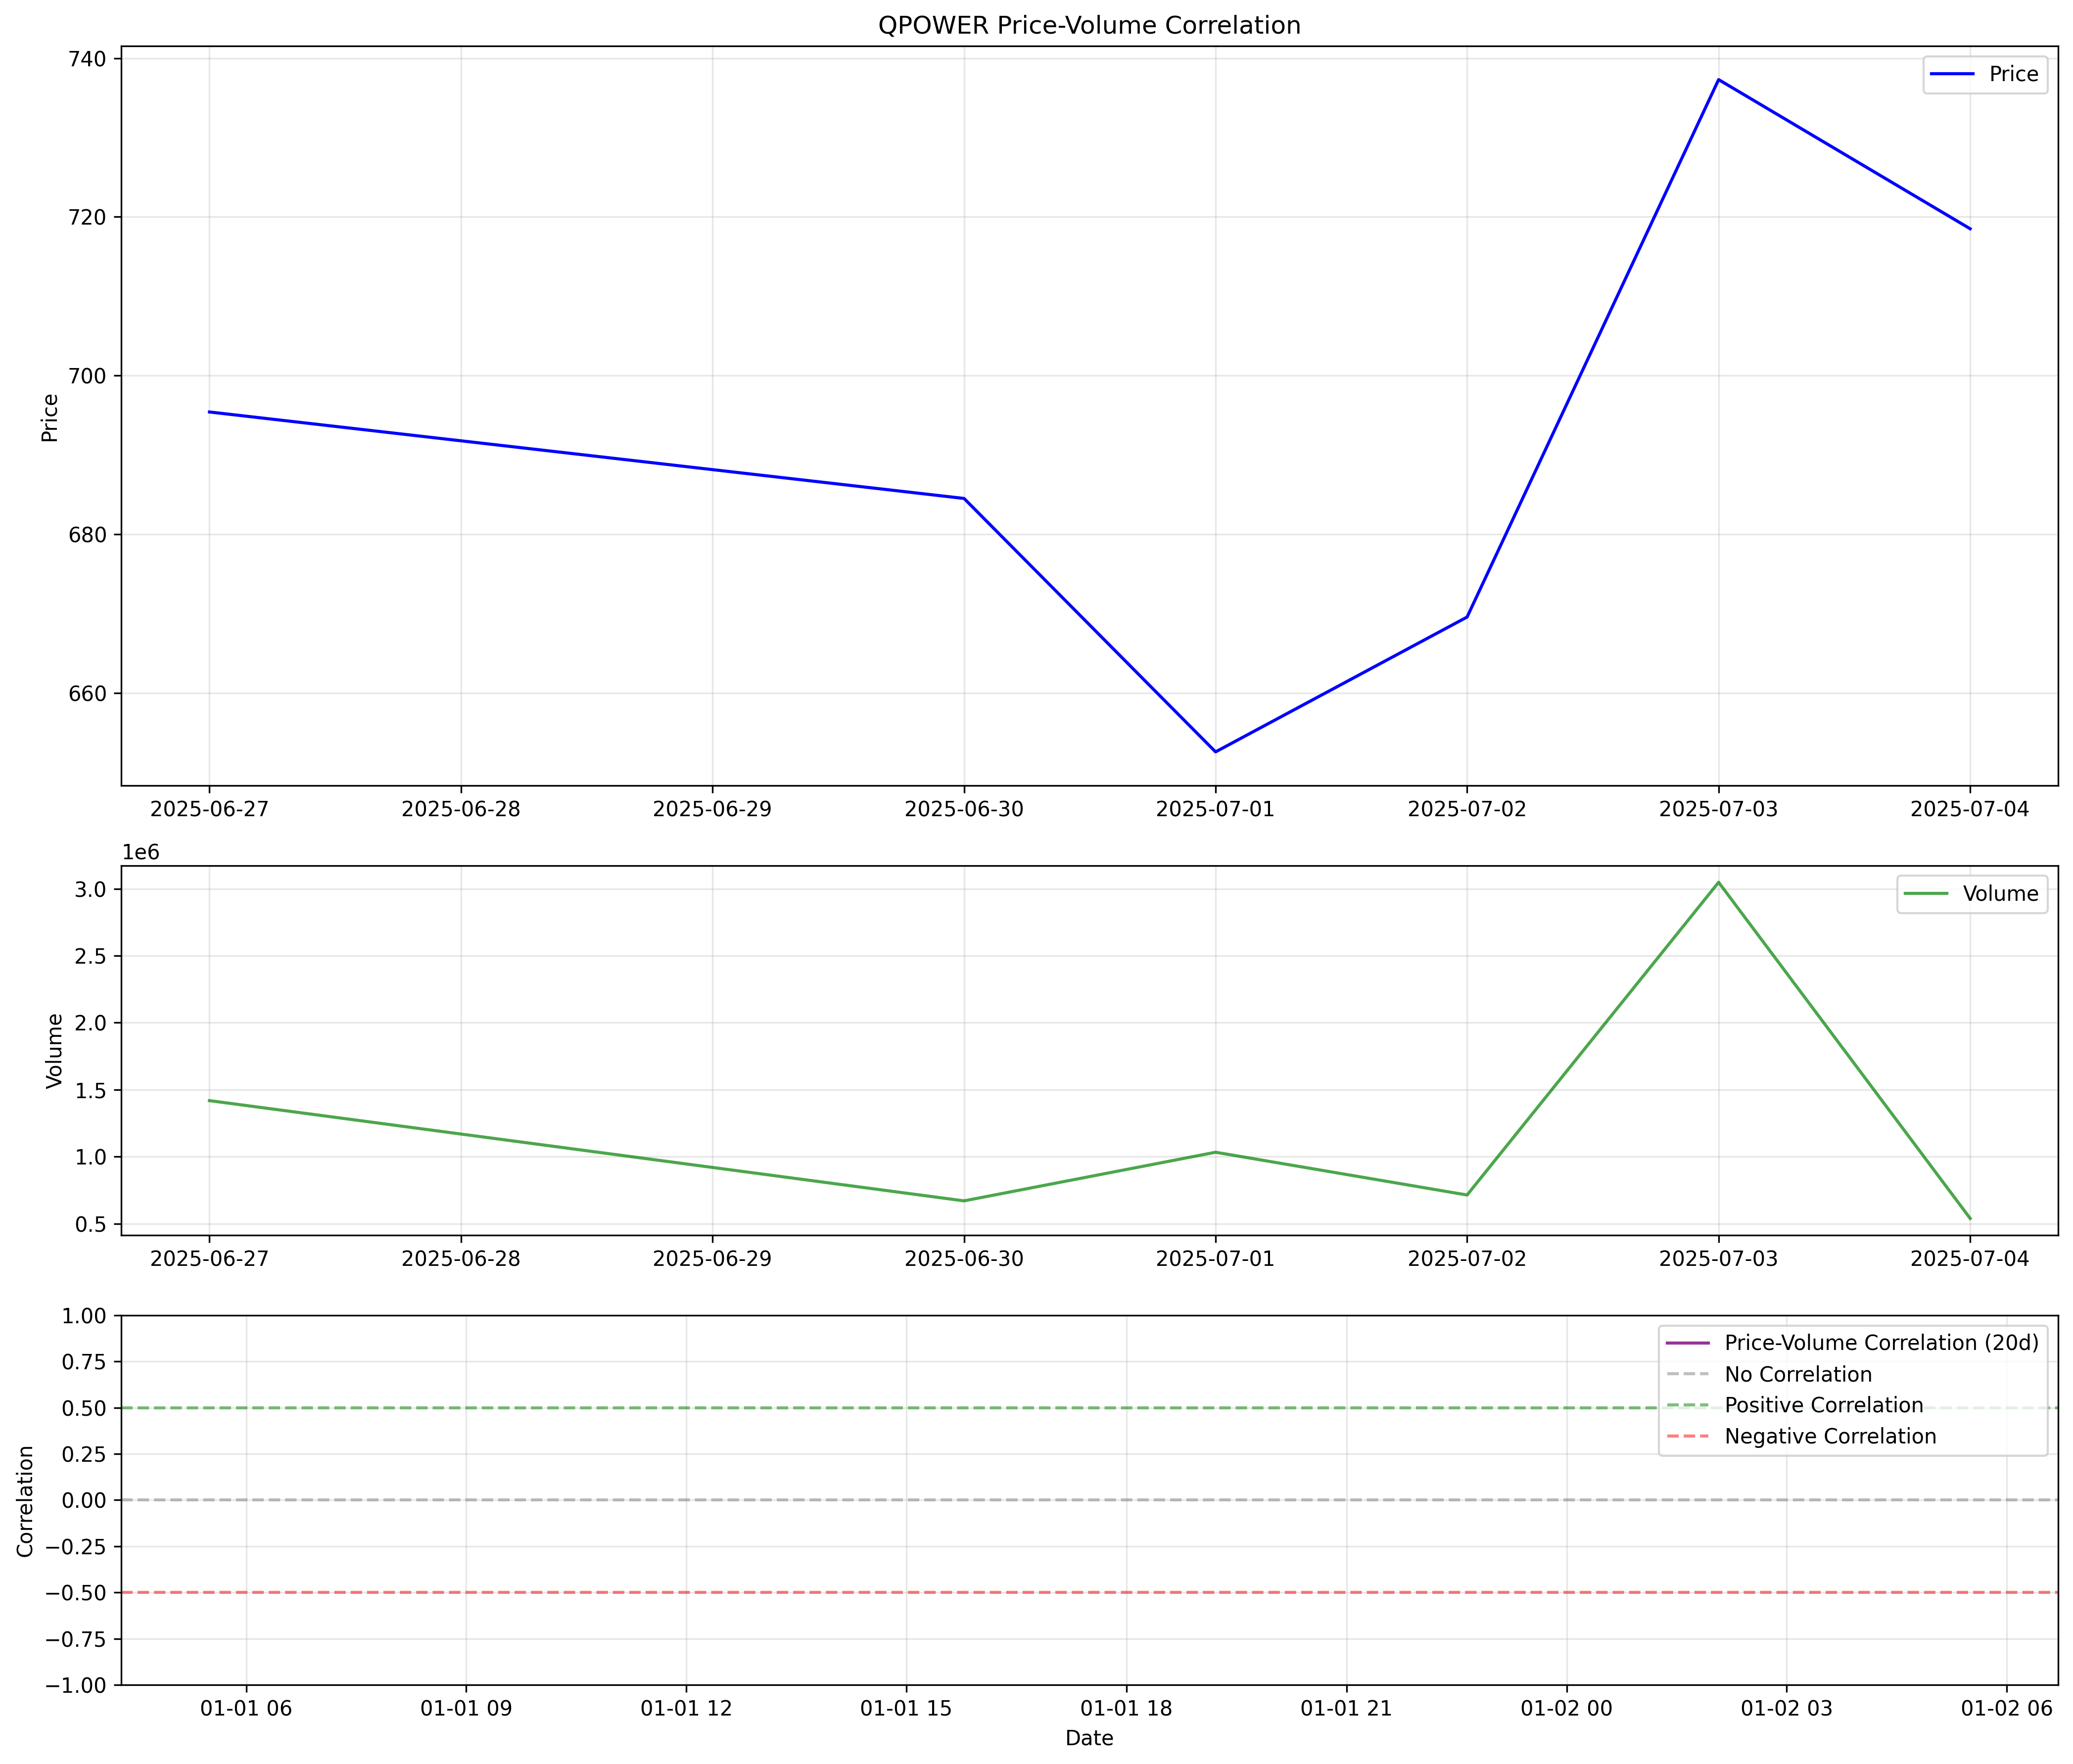 QPOWER Price-Volume Correlation
Price
740
720
700
680
660
Price
2025-06-27 2025-06-28 2025-06-29 2025-06-30 2025-07-01 2025-07-02 2025-07-03 2025-07-04
1e6
Volume
3.0
2.5
2.0
1.5
1.0
0.5
Volume
2025-06-27 2025-06-28 2025-06-29 2025-06-30 2025-07-01 2025-07-02 2025-07-03 2025-07-04
Price-Volume Correlation (20d)
No Correlation
Positive Correlation
Negative Correlation
1.00
0.75
0.50
0.25
0.00
−0.25
−0.50
−0.75
−1.00
Correlation
01-01 06 01-01 09 01-01 12 01-01 15 01-01 18 01-01 21 01-02 00 01-02 03 01-02 06
Date